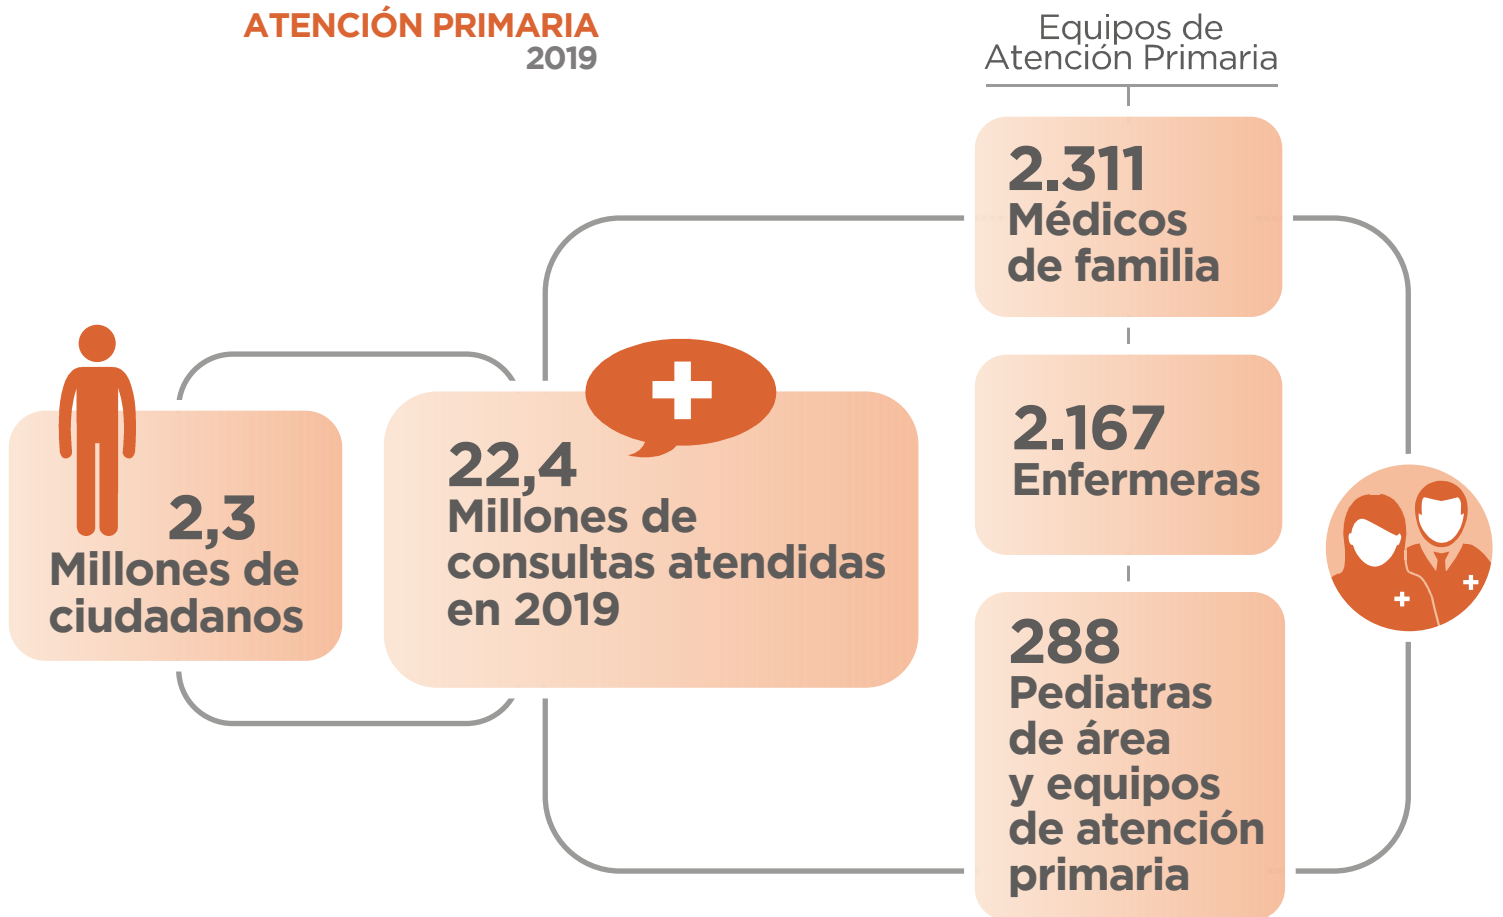 ATENCIÓN PRIMARIA
2019
Equipos de
Atención Primaria
2,3
Millones de
ciudadanos
22,4
Millones de
consultas atendidas
en 2019
2.311
Médicos
de familia
2.167
Enfermeras
288
Pediatras
de área
y equipos
de atención
primaria